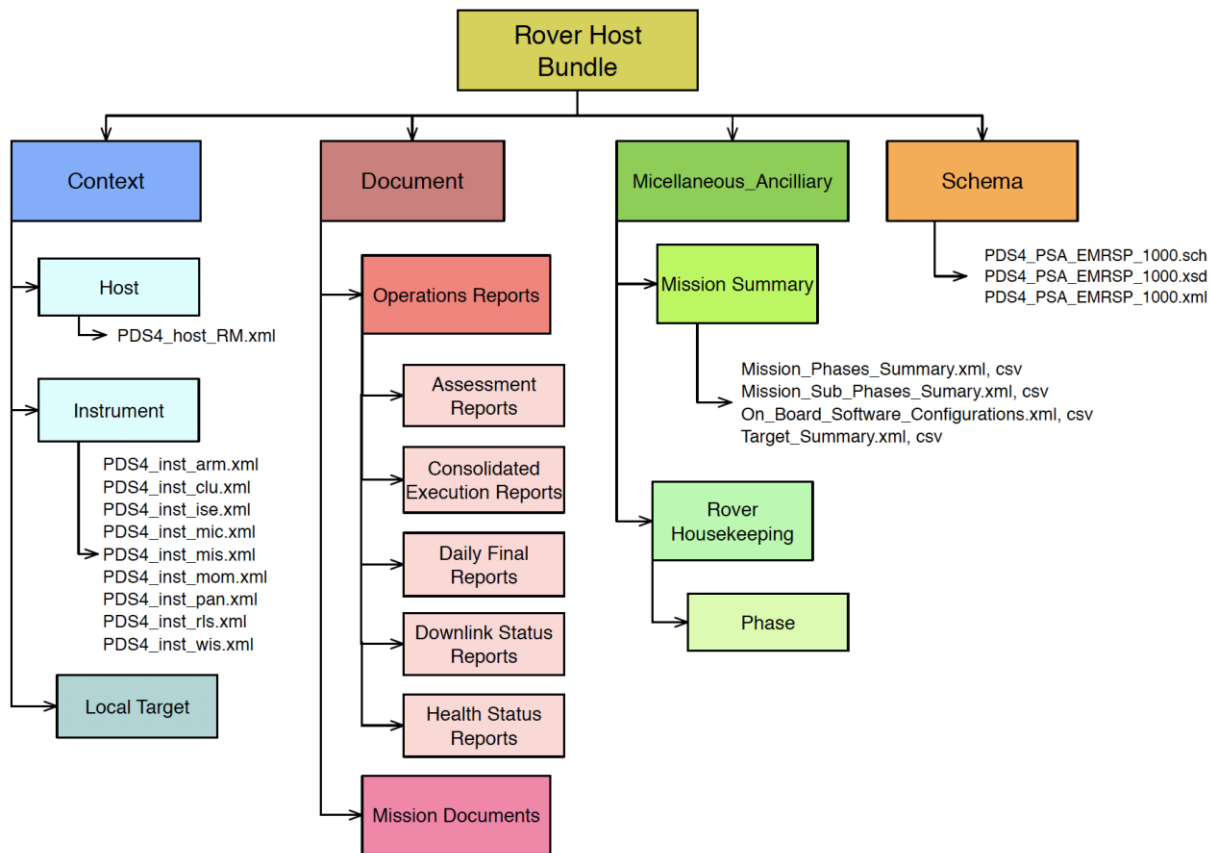 Rover Host
Bundle
Context
Host
PDS4_host_RM.xml
Instrument
PDS4_inst_arm.xml
PDS4_inst_clu.xml
PDS4_inst_ise.xml
PDS4_inst_mic.xml
PDS4_inst_mis.xml
PDS4_inst_mom.xml
PDS4_inst_pan.xml
PDS4_inst_rls.xml
PDS4_inst_wis.xml
Local Target
Document
Operations Reports
Assessment
Reports
Consolidated
Execution Reports
Daily Final
Reports
Downlink Status
Reports
Health Status
Reports
Mission Documents
Micellaneous_Ancilliary
Mission Summary
Mission_Phases_Summary.xml, csv
Mission_Sub_Phases_Sumary.xml, csv
On_Board_Software_Configurations.xml, csv
Target_Summary.xml, csv
Rover
Housekeeping
Phase
Schema
PDS4_PSA_EMRSP_1000.sch
PDS4_PSA_EMRSP_1000.xsd
PDS4_PSA_EMRSP_1000.xml